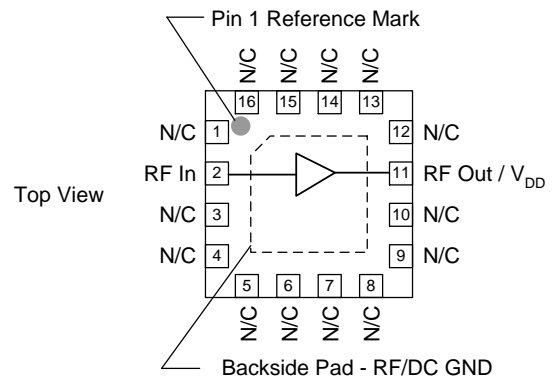 Pin 1 Reference Mark
N/C N/C N/C N/C
16 15 14 13
N/C 1 12 N/C
RF In 2 11 RF Out / VDD
Top View
N/C 3 10 N/C
N/C 4 9 N/C
5 6 7 8
N/C N/C N/C N/C
Backside Pad - RF/DC GND